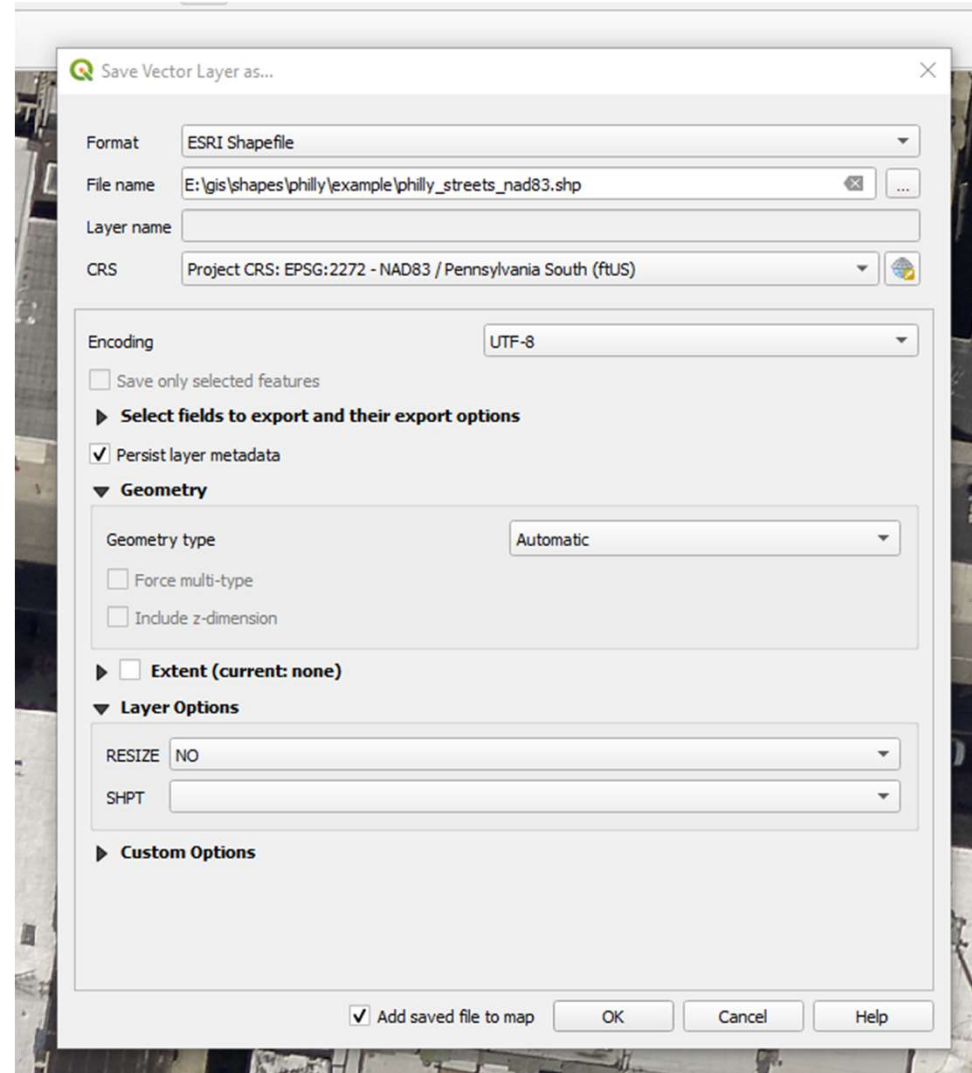 Save Vector Layer as...
Format ESRI Shapefile
File name E:\gis\shapes\philly\example\philly_streets_nad83.shp ...
Layer name
CRS Project CRS: EPSG:2272 - NAD83 / Pennsylvania South (ftUS)
Encoding UTF-8
Save only selected features
Select fields to export and their export options
Persist layer metadata
Geometry
Geometry type Automatic
Force multi-type
Include z-dimension
Extent (current: none)
Layer Options
RESIZE NO
SHPT
Custom Options
Add saved file to map OK Cancel Help